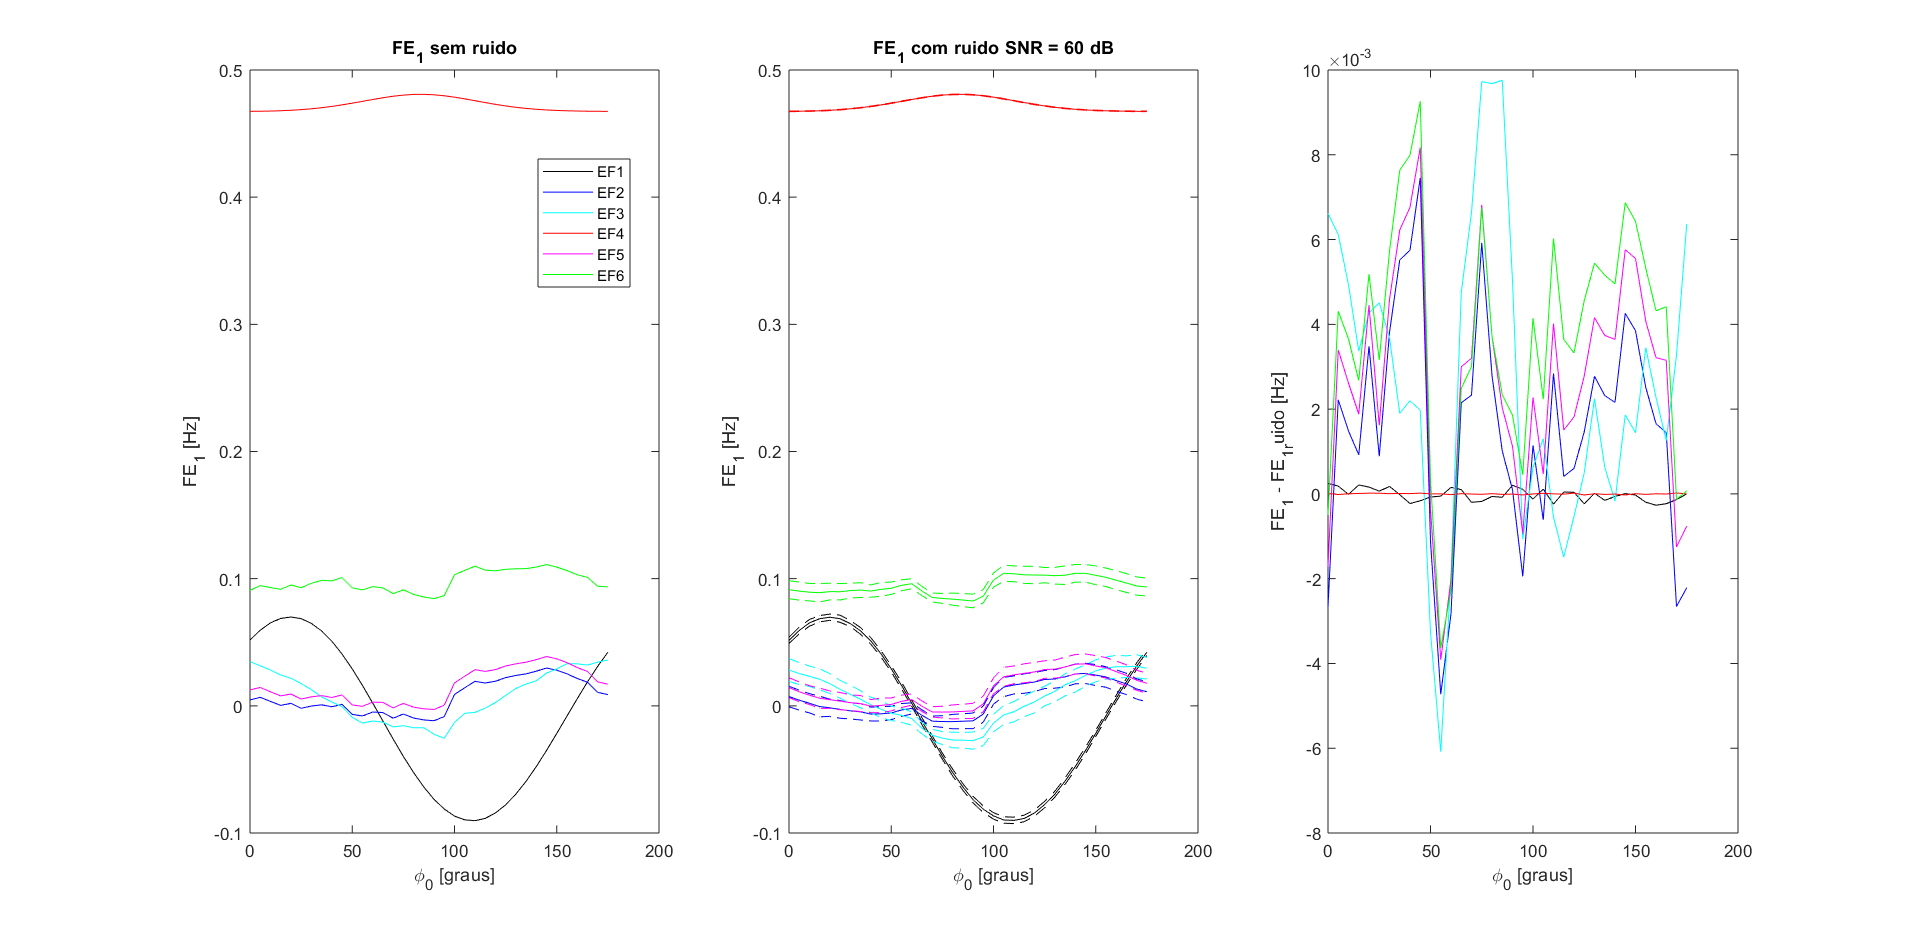 FE1 sem ruido
0.5
0.4
0.3
0.2
0.1
0
-0.1
0 50 100 150 200
FE1 [Hz]
ϕ0 [graus]
EF1
EF2
EF3
EF4
EF5
EF6
FE1 com ruido SNR = 60 dB
0.5
0.4
0.3
0.2
0.1
0
-0.1
0 50 100 150 200
FE1 [Hz]
ϕ0 [graus]
×10-3
10
8
6
4
2
0
-2
-4
-6
-8
0 50 100 150 200
FE1 - FE1ruido [Hz]
ϕ0 [graus]